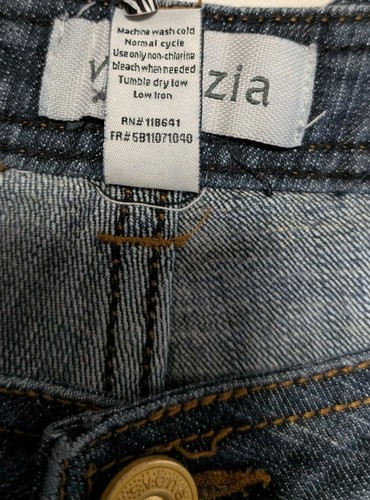 Machine wash cold
Normal cycle
Use only non-chlorine
bleach when needed
Tumble dry low
Low Iron
RN# 118641
FR# 5B11071040
v zia